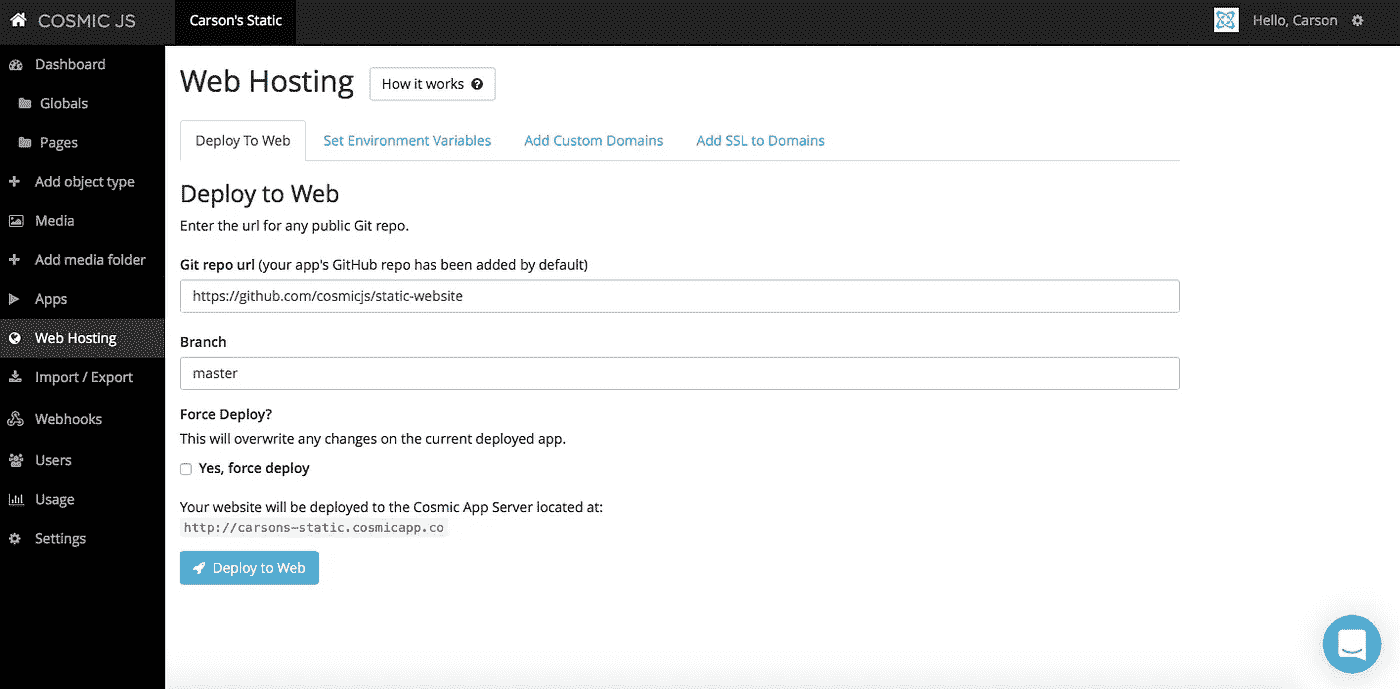 COSMIC JS
Carson's Static
Hello, Carson
Dashboard
Globals
Pages
Add object type
Media
Add media folder
Apps
Web Hosting
Import / Export
Webhooks
Users
Usage
Settings
Web Hosting
How it works ?
Deploy To Web
Set Environment Variables
Add Custom Domains
Add SSL to Domains
Deploy to Web
Enter the url for any public Git repo.
Git repo url (your app's GitHub repo has been added by default)
https://github.com/cosmicjs/static-website
Branch
master
Force Deploy?
This will overwrite any changes on the current deployed app.
Yes, force deploy
Your website will be deployed to the Cosmic App Server located at:
http://carsons-static.cosmicapp.co
Deploy to Web